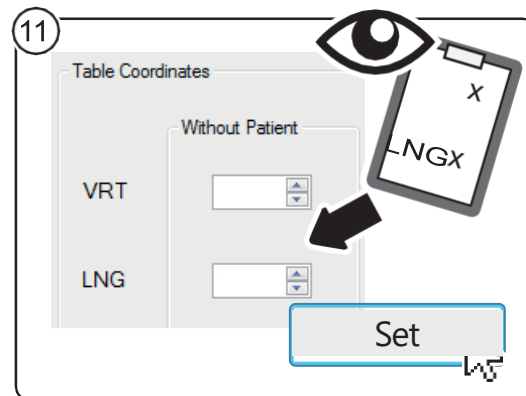 11
Table Coordinates
X
Without Patient
LNGX
VRT
LNG
Set